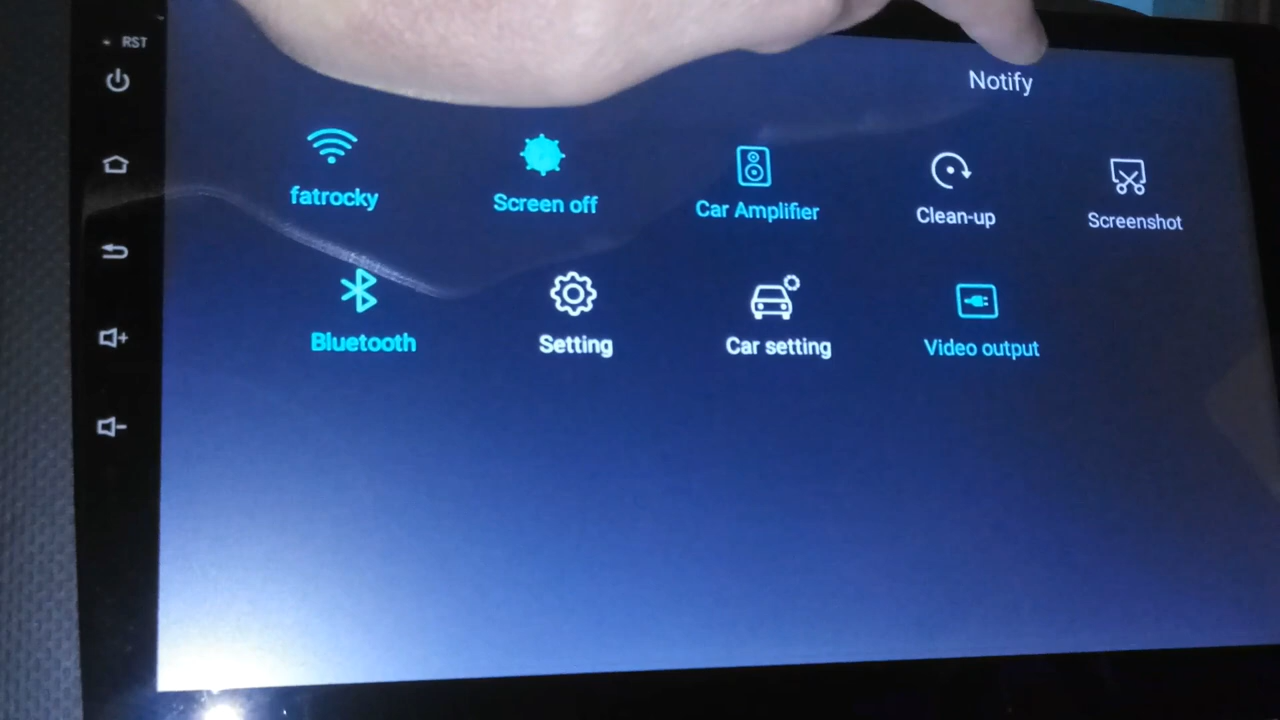 RST
Notify
fatrocky
Screen off
Car Amplifier
Clean-up
Screenshot
Bluetooth
Setting
Car setting
Video output